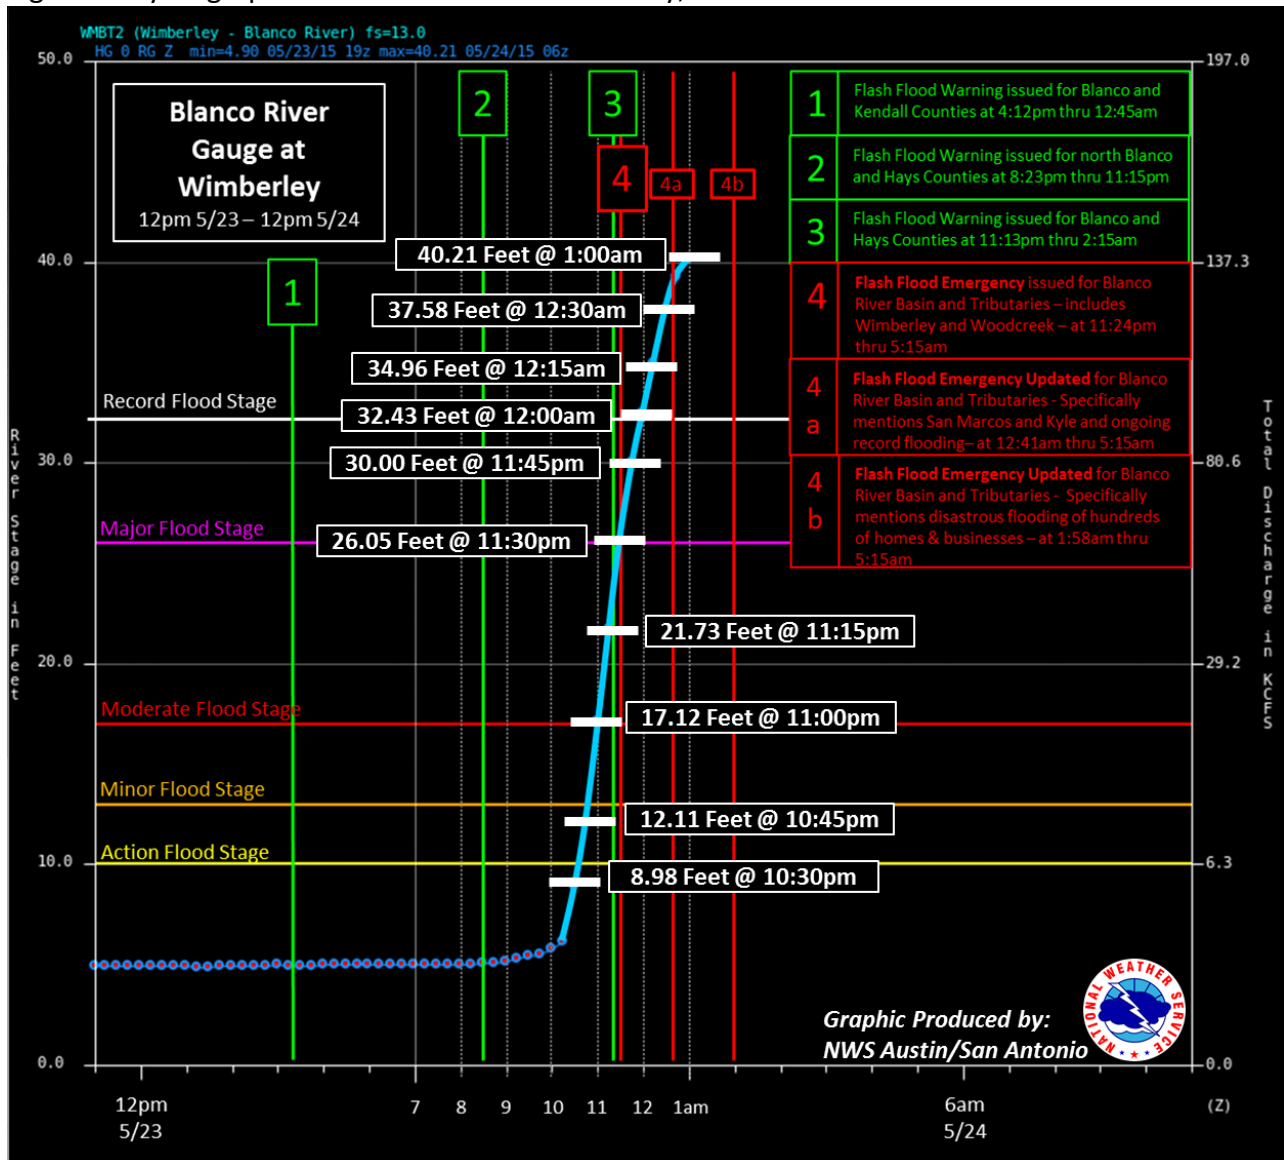 WMBT2 (Wimberley - Blanco River) fs=13.0
HG 0 RG Z min=4.90 05/23/15 19z max=40.21 05/24/15 06z
50.0
197.0
Blanco River
Gauge at
Wimberley
12pm 5/23 – 12pm 5/24
1
2
3
4
4a
4b
1
Flash Flood Warning issued for Blanco and
Kendall Counties at 4:12pm thru 12:45am
2
Flash Flood Warning issued for north Blanco
and Hays Counties at 8:23pm thru 11:15pm
3
Flash Flood Warning issued for Blanco and
Hays Counties at 11:13pm t 2:15am
4
Flash Flood Emergency issued for Blanco
River Basin and Tributaries – includes
Wimberley and Woodcreek – at 11:24pm
thru 5:15am
4
a
Flash Flood Emergency Updated for Blanco
River Basin and Tributaries - Specifically
mentions San Marcos and Kyle and ongoing
record flooding– at 12:41am thru 5:15am
4
b
Flash Flood Emergency Updated for Blanco
River Basin and Tributaries - Specifically
mentions disastrous flooding of hundreds
of homes & businesses – at 1:58am thru
5:15am
40.21 Feet @ 1:00am
40.0
137.3
37.58 Feet @ 12:30am
34.96 Feet @ 12:15am
Record Flood Stage
32.43 Feet @ 12:00am
30.0
30.00 Feet @ 11:45pm
80.6
Major Flood Stage
26.05 Feet @ 11:30pm
21.73 Feet @ 11:15pm
20.0
29.2
Moderate Flood Stage
17.12 Feet @ 11:00pm
Minor Flood Stage
12.11 Feet @ 10:45pm
Action Flood Stage
10.0
6.3
8.98 Feet @ 10:30pm
River Stage in Feet
Total Discharge in KCFS
Graphic Produced by:
NWS Austin/San Antonio
NATIONAL WEATHER SERVICE
0.0
0.0
12pm
5/23
7
8
9
10
11
12
1am
6am
5/24
(Z)